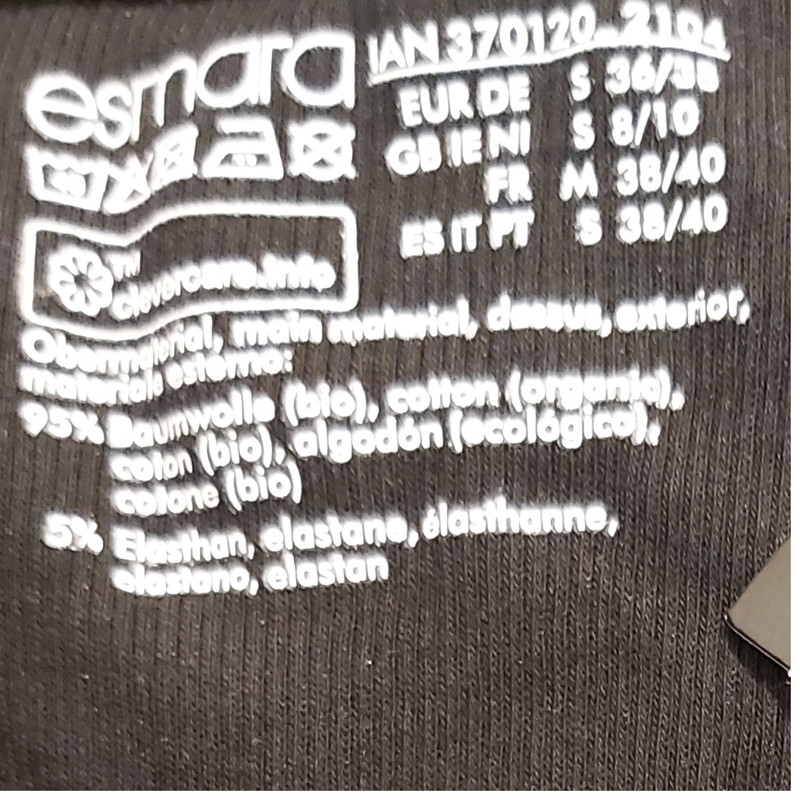 esmara
IAN 370120_2104
EUR DE S 36/38
GB IE NI S 8/10
FR M 38/40
ES IT PT S 38/40
TM
clevercare.info
Obermaterial, main material, dessus, exterior,
materiale esterno:
95% Baumwolle (bio), cotton (organic),
coton (bio), algodón (ecológico),
cotone (bio)
5% Elasthan, elastane, élasthanne,
elastano, elastan